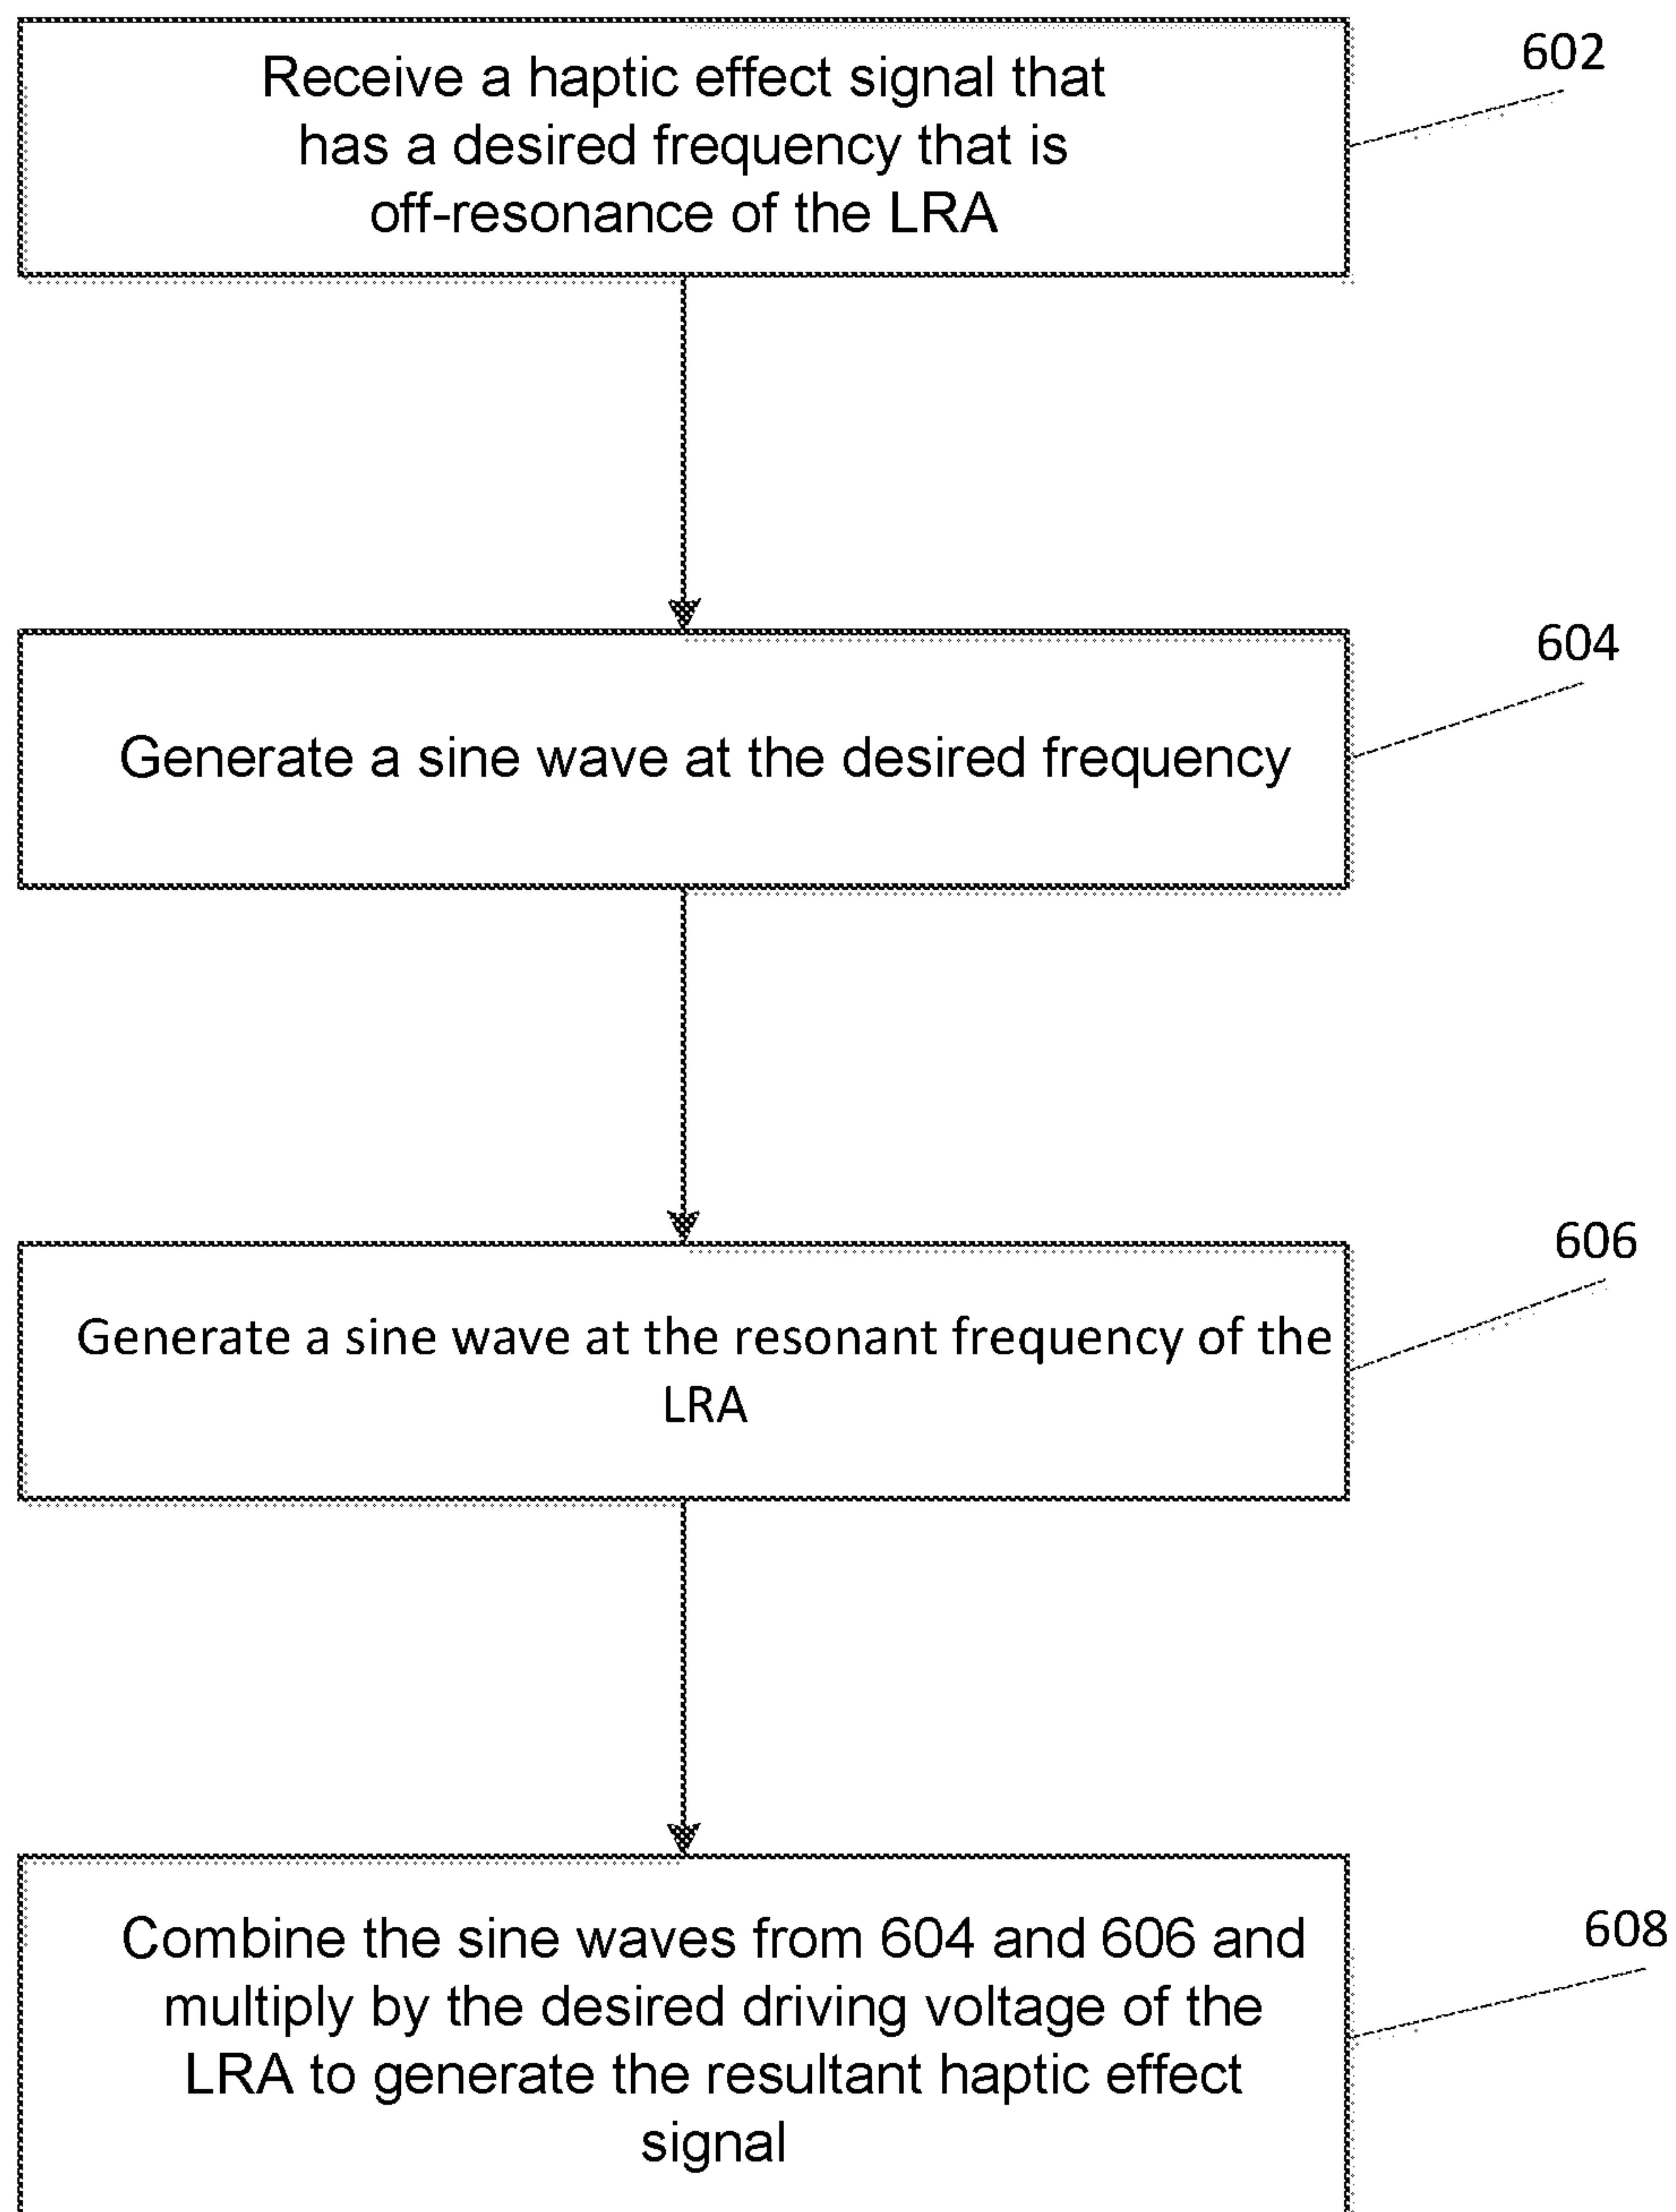 Receive a haptic effect signal that
has a desired frequency that is
off-resonance of the LRA
602
Generate a sine wave at the desired frequency
604
Generate a sine wave at the resonant frequency of the
LRA
606
Combine the sine waves from 604 and 606 and
multiply by the desired driving voltage of the
LRA to generate the resultant haptic effect
signal
608